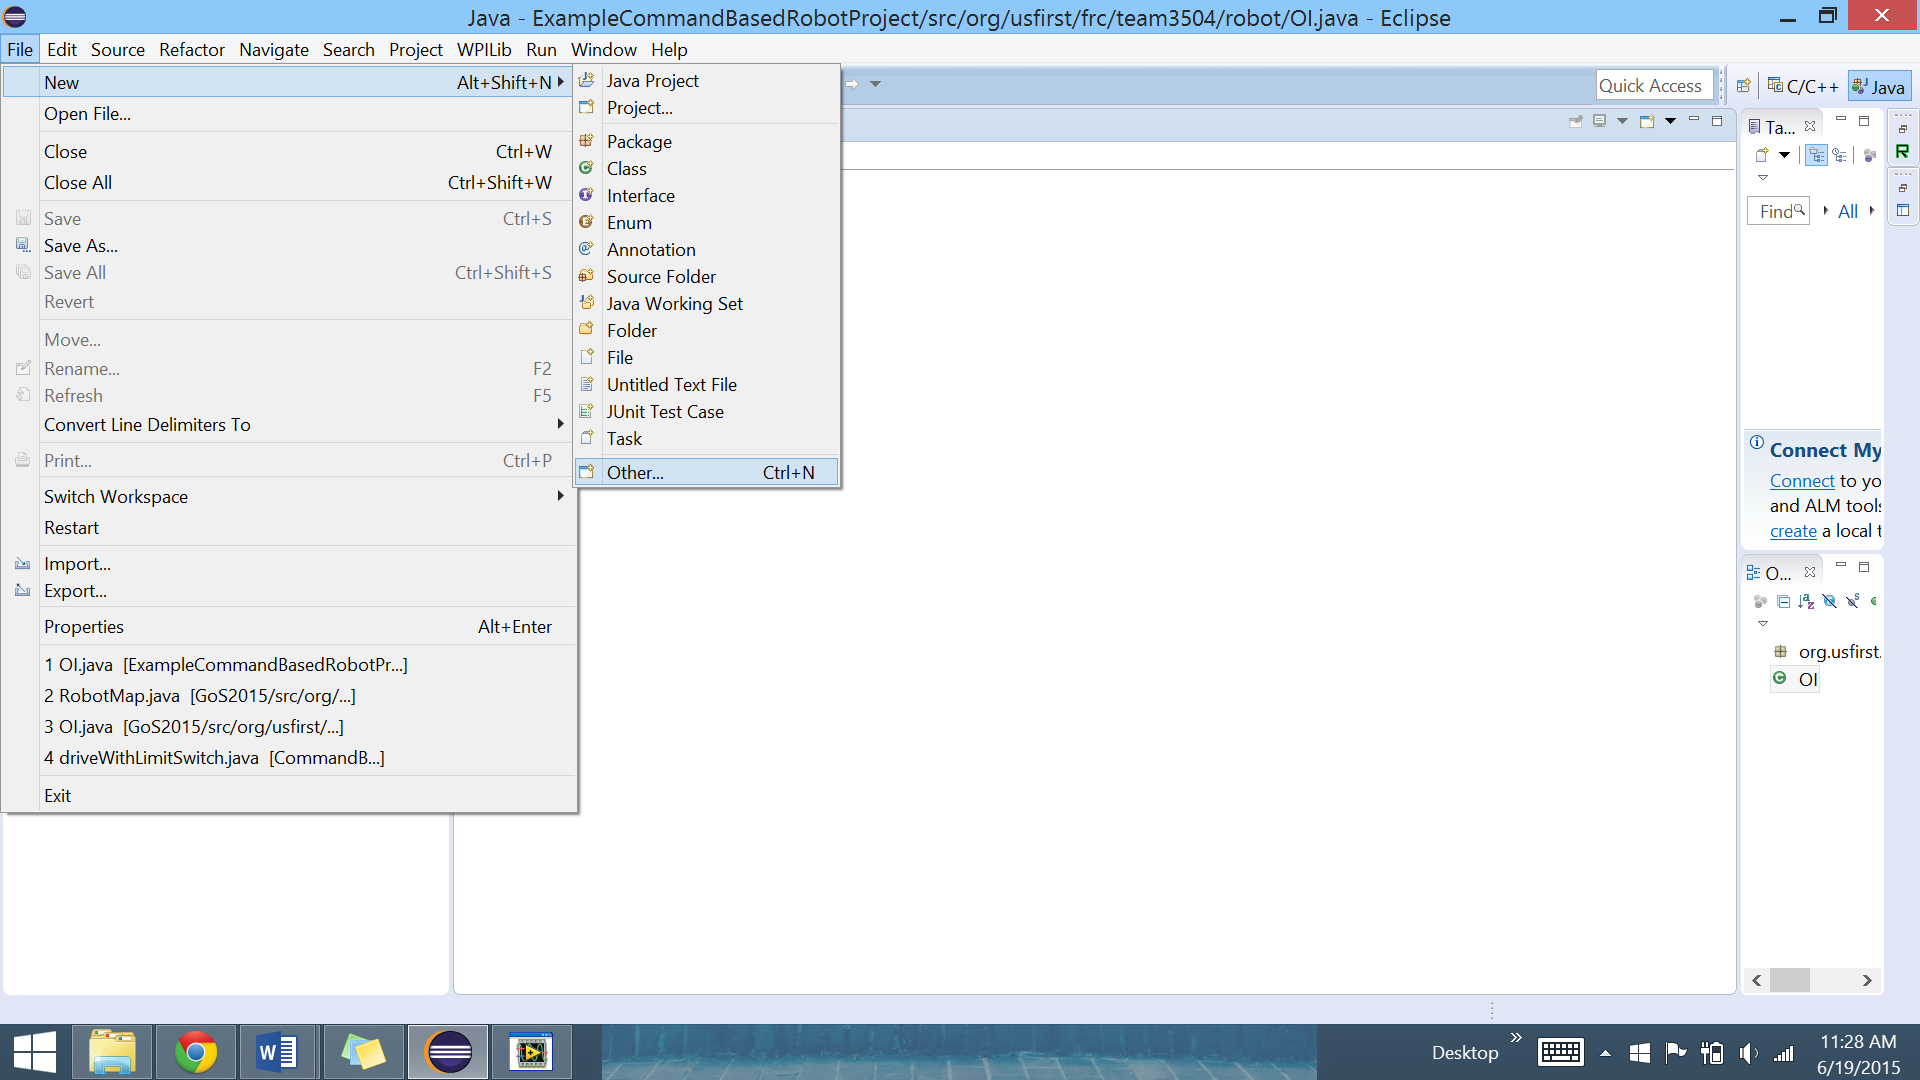 Java - ExampleCommandBasedRobotProject/src/org/usfirst/frc/team3504/robot/OI.java - Eclipse
File Edit Source Refactor Navigate Search Project WPILib Run Window Help
New Alt+Shift+N
Open File...
Close Ctrl+W
Close All Ctrl+Shift+W
Save Ctrl+S
Save As...
Save All Ctrl+Shift+S
Revert
Move...
Rename... F2
Refresh F5
Convert Line Delimiters To
Print... Ctrl+P
Switch Workspace
Restart
Import...
Export...
Properties Alt+Enter
1 OI.java [ExampleCommandBasedRobotPr...]
2 RobotMap.java [GoS2015/src/org/...]
3 OI.java [GoS2015/src/org/usfirst/...]
4 driveWithLimitSwitch.java [CommandB...]
Exit
Java Project
Project...
Package
Class
Interface
Enum
Annotation
Source Folder
Java Working Set
Folder
File
Untitled Text File
JUnit Test Case
Task
Other... Ctrl+N
Quick Access
C/C++
Java
Ta...
Find
All
Connect My
Connect to yo
and ALM tools
create a local t
O...
org.usfirst.
OI
Desktop
11:28 AM
6/19/2015